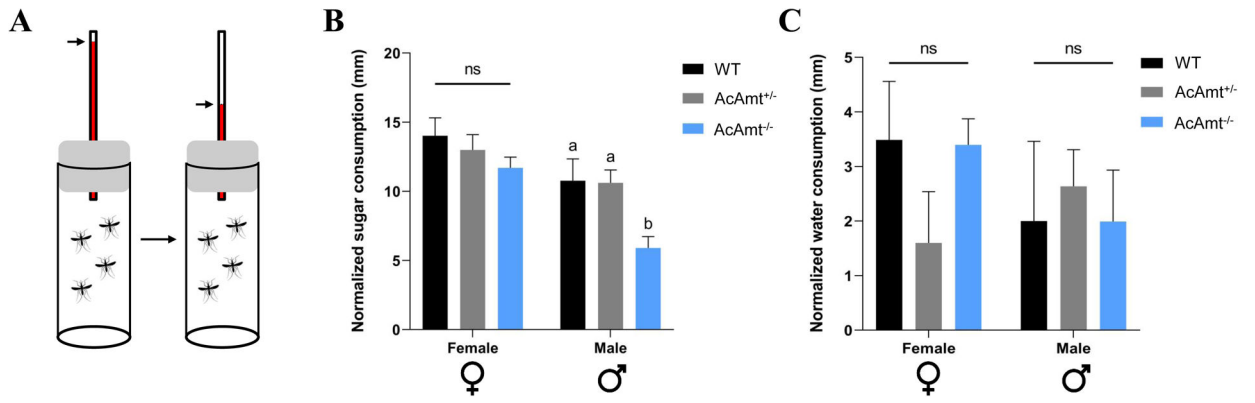 A
B
Normalized sugar consumption (mm)
20
15
10
5
0
ns
a
a
b
WT
AcAmt+/-
AcAmt-/-
Female
Male
♀
♂
C
Normalized water consumption (mm)
5
4
3
2
1
0
ns
ns
WT
AcAmt+/-
AcAmt-/-
Female
Male
♀
♂